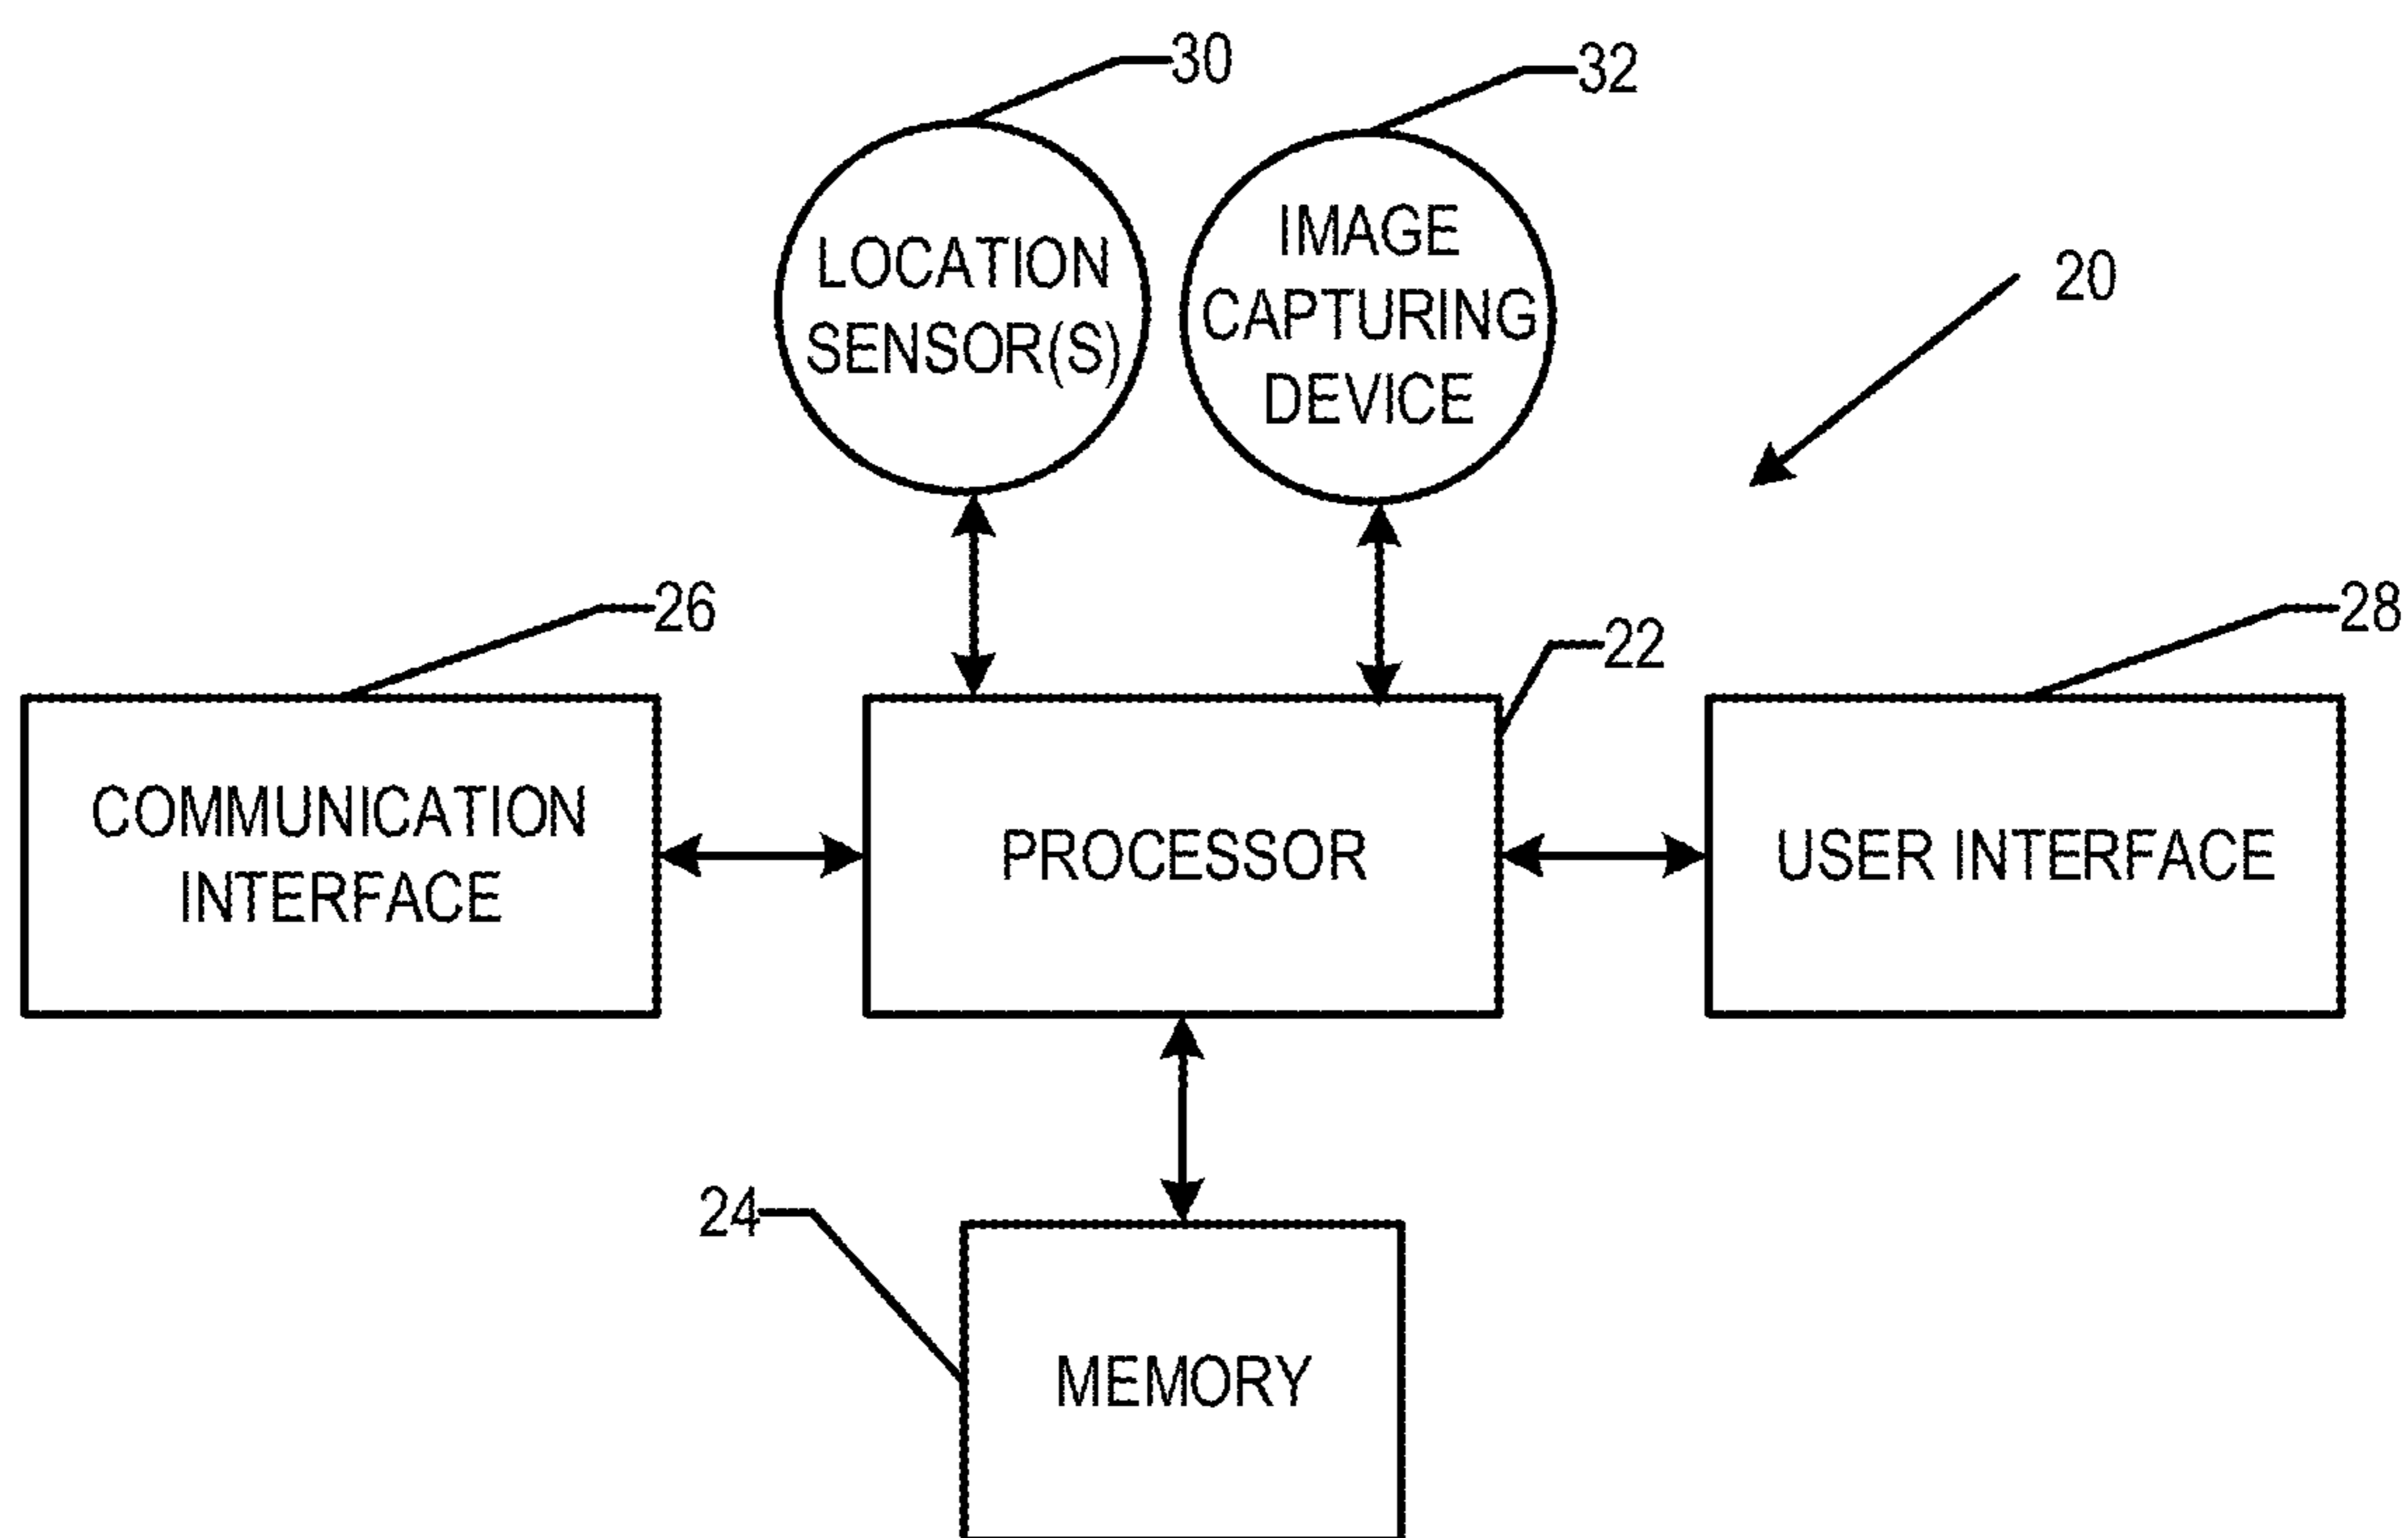 30
32
LOCATION
SENSOR(S)
IMAGE
CAPTURING
DEVICE
20
26
22
28
COMMUNICATION
INTERFACE
PROCESSOR
USER INTERFACE
24
MEMORY